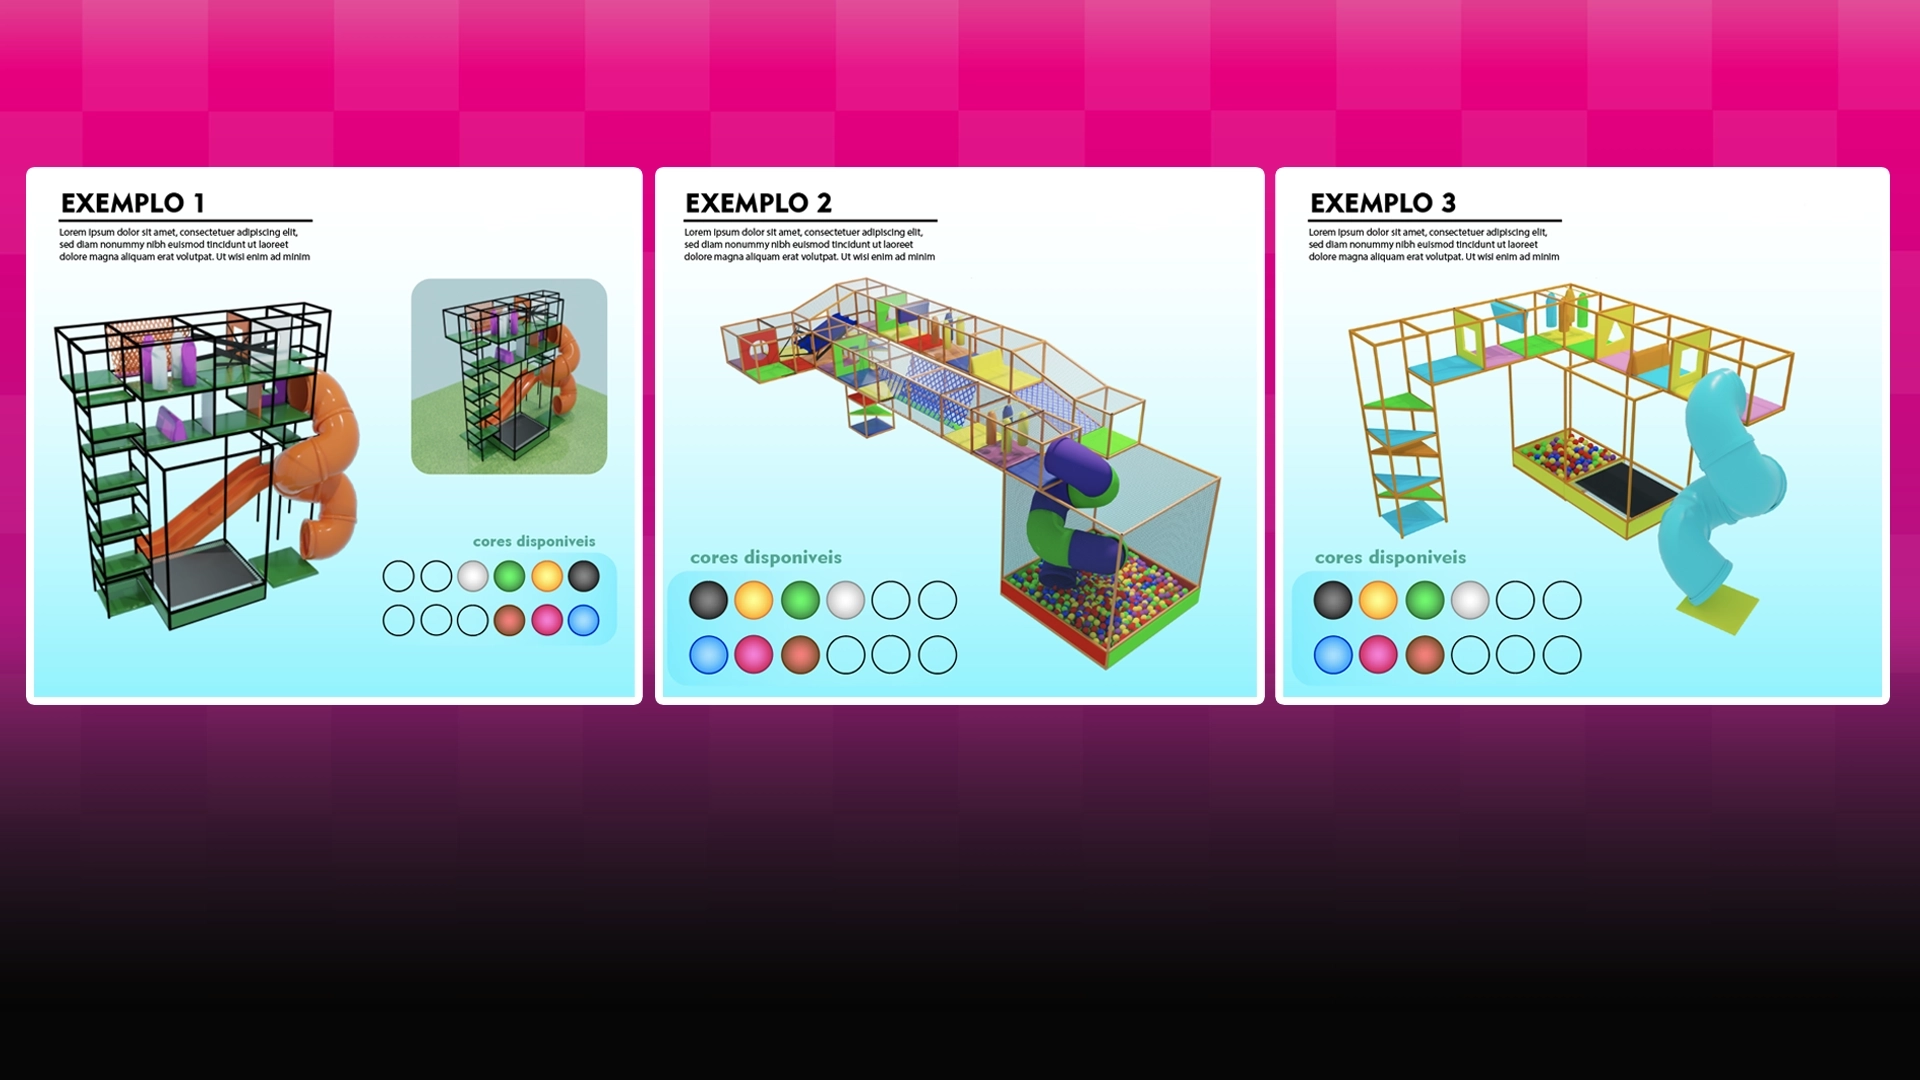 EXEMPLO 1
Lorem ipsum dolor sit amet, consectetuer adipiscing elit,
sed diam nonummy nibh euismod tincidunt ut laoreet
dolore magna aliquam erat volutpat. Ut wisi enim ad minim
cores disponiveis
EXEMPLO 2
Lorem ipsum dolor sit amet, consectetuer adipiscing elit,
sed diam nonummy nibh euismod tincidunt ut laoreet
dolore magna aliquam erat volutpat. Ut wisi enim ad minim
cores disponiveis
EXEMPLO 3
Lorem ipsum dolor sit amet, consectetuer adipiscing elit,
sed diam nonummy nibh euismod tincidunt ut laoreet
dolore magna aliquam erat volutpat. Ut wisi enim ad minim
cores disponiveis